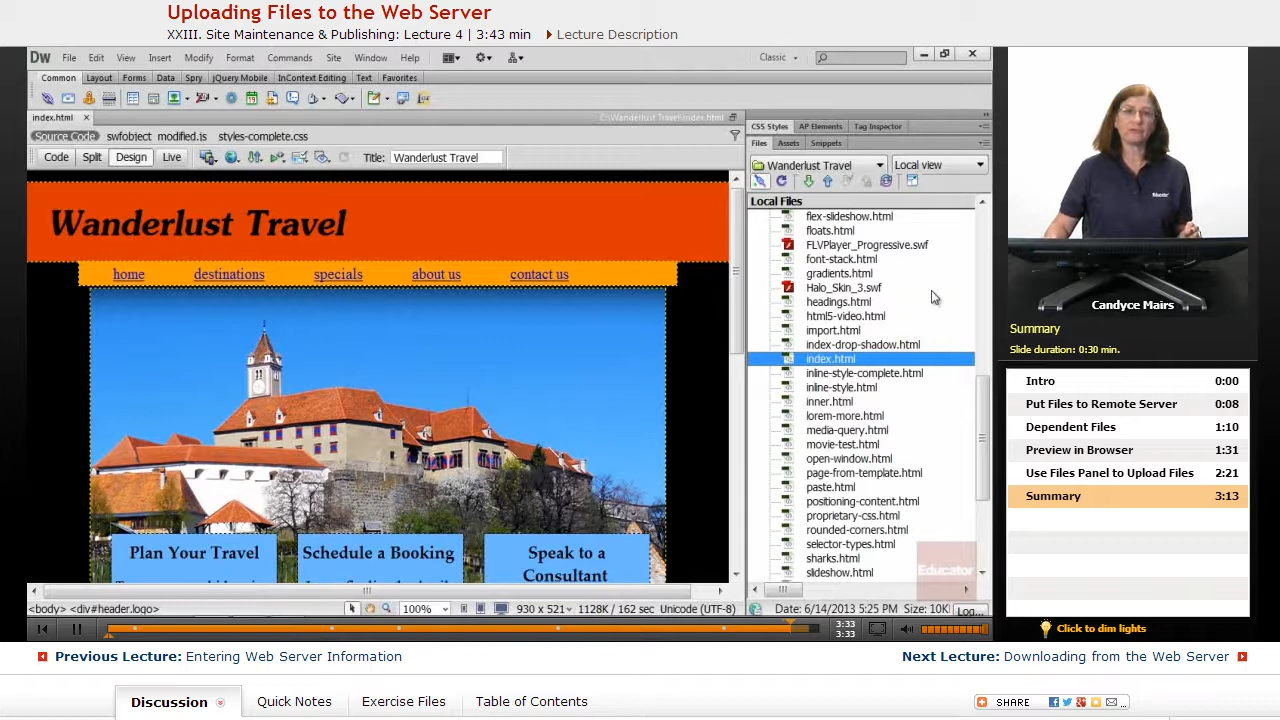 Uploading Files to the Web Server
XXIII. Site Maintenance & Publishing: Lecture 4 | 3:43 min Lecture Description
Dw File Edit View Insert Modify Format Commands Site Window Help Classic
Common Layout Forms Data Spry jQuery Mobile InContext Editing Text Favorites
index.html C:\Wanderlust Travel\index.html
Source Code swfobject_modified.js styles-complete.css
Code Split Design Live Title: Wanderlust Travel
Wanderlust Travel
home destinations specials about us contact us
Plan Your Travel Schedule a Booking Speak to a
Consultant
<body> <div#header.logo> 100% 930 x 521 1128K / 162 sec Unicode (UTF-8)
CSS Styles AP Elements Tag Inspector
Files Assets Snippets
Wanderlust Travel Local view
Local Files
flex-slideshow.html
floats.html
FLVPlayer_Progressive.swf
font-stack.html
gradients.html
Halo_Skin_3.swf
headings.html
html5-video.html
import.html
index-drop-shadow.html
index.html
inline-style-complete.html
inline-style.html
inner.html
lorem-more.html
media-query.html
movie-test.html
open-window.html
page-from-template.html
paste.html
positioning-content.html
proprietary-css.html
rounded-corners.html
selector-types.html
sharks.html
slideshow.html
Educator
Date: 6/14/2013 5:25 PM Size: 10K Log...
3:33
3:33
Educator
Candyce Mairs
Summary
Slide duration: 0:30 min.
Intro 0:00
Put Files to Remote Server 0:08
Dependent Files 1:10
Preview in Browser 1:31
Use Files Panel to Upload Files 2:21
Summary 3:13
Click to dim lights
Previous Lecture: Entering Web Server Information
Next Lecture: Downloading from the Web Server
Discussion Quick Notes Exercise Files Table of Contents
SHARE ...